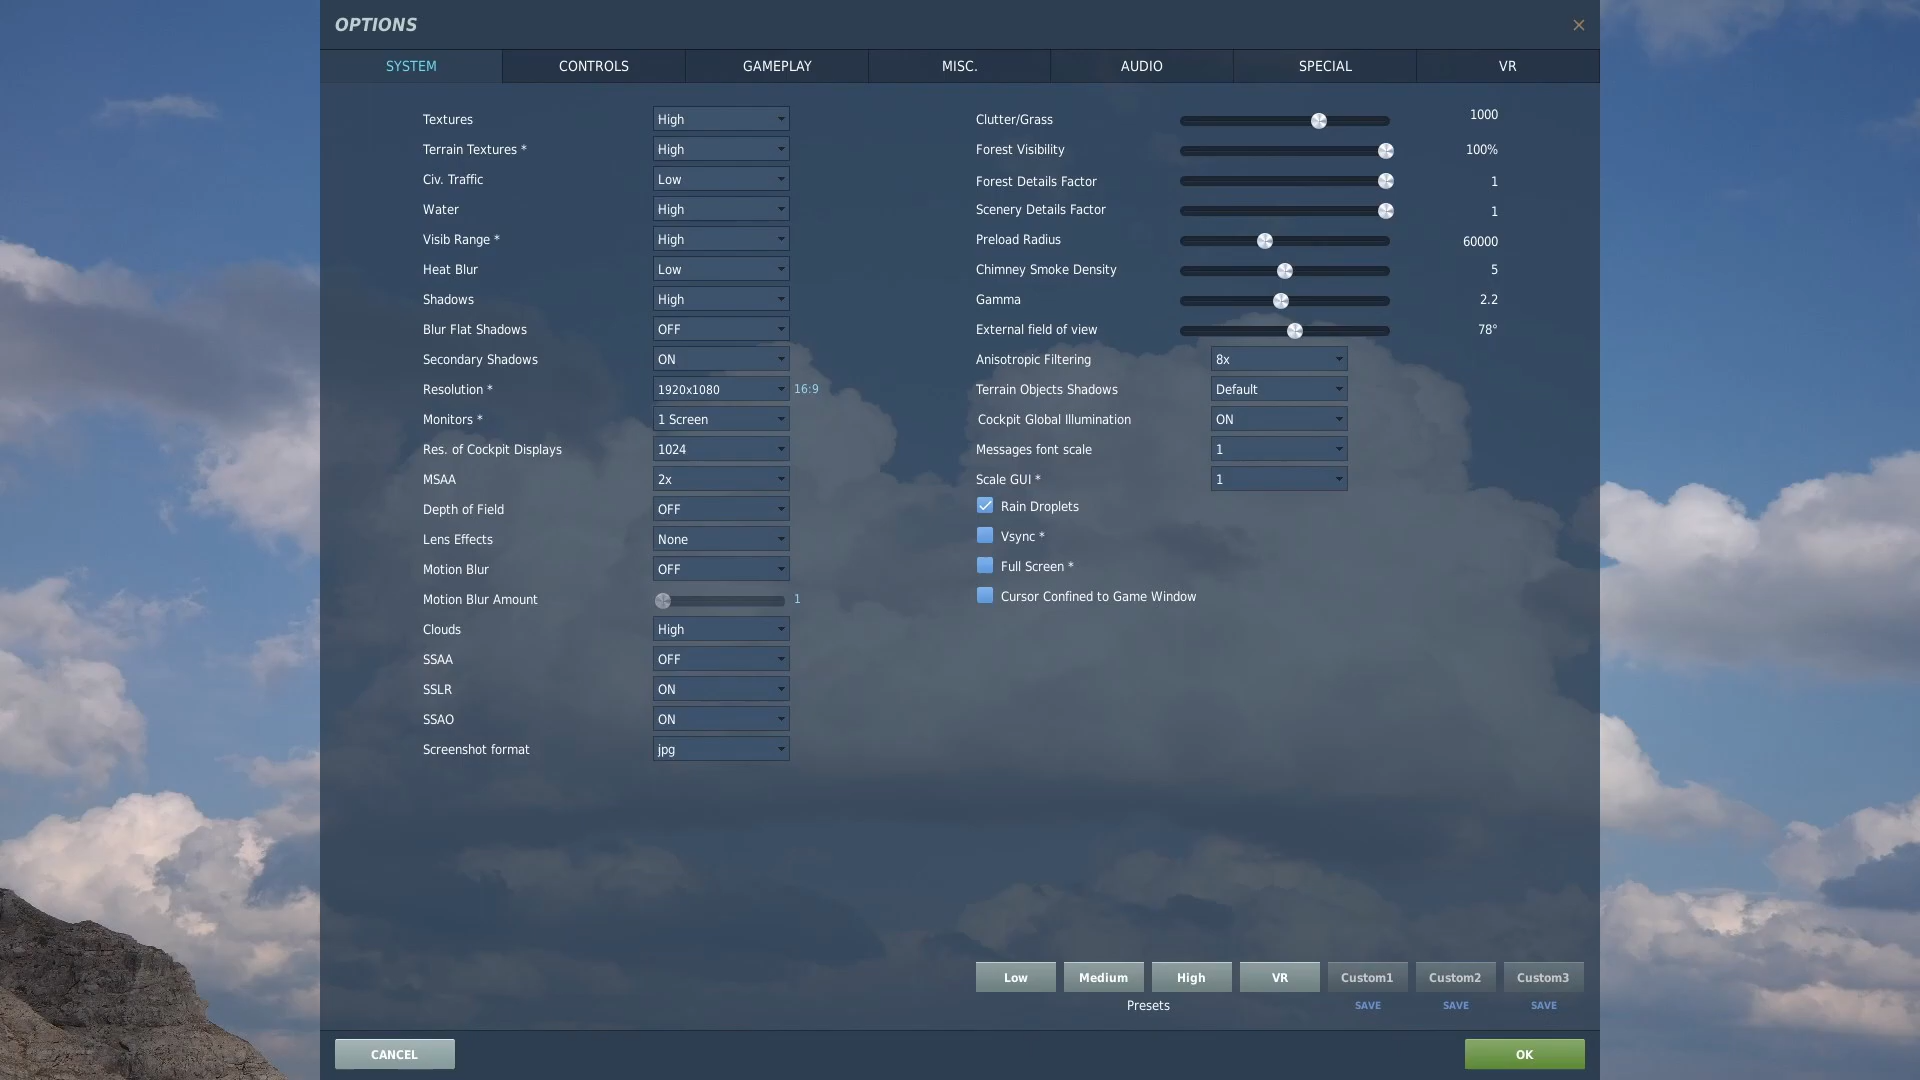 OPTIONS
×
SYSTEM CONTROLS GAMEPLAY MISC. AUDIO SPECIAL VR
Textures High
Terrain Textures * High
Civ. Traffic Low
Water High
Visib Range * High
Heat Blur Low
Shadows High
Blur Flat Shadows OFF
Secondary Shadows ON
Resolution * 1920x1080 16:9
Monitors * 1 Screen
Res. of Cockpit Displays 1024
MSAA 2x
Depth of Field OFF
Lens Effects None
Motion Blur OFF
Motion Blur Amount 1
Clouds High
SSAA OFF
SSLR ON
SSAO ON
Screenshot format jpg
Clutter/Grass 1000
Forest Visibility 100%
Forest Details Factor 1
Scenery Details Factor 1
Preload Radius 60000
Chimney Smoke Density 5
Gamma 2.2
External field of view 78°
Anisotropic Filtering 8x
Terrain Objects Shadows Default
Cockpit Global Illumination ON
Messages font scale 1
Scale GUI * 1
Rain Droplets
Vsync *
Full Screen *
Cursor Confined to Game Window
Low Medium High VR Custom1 Custom2 Custom3
Presets SAVE SAVE SAVE
CANCEL OK